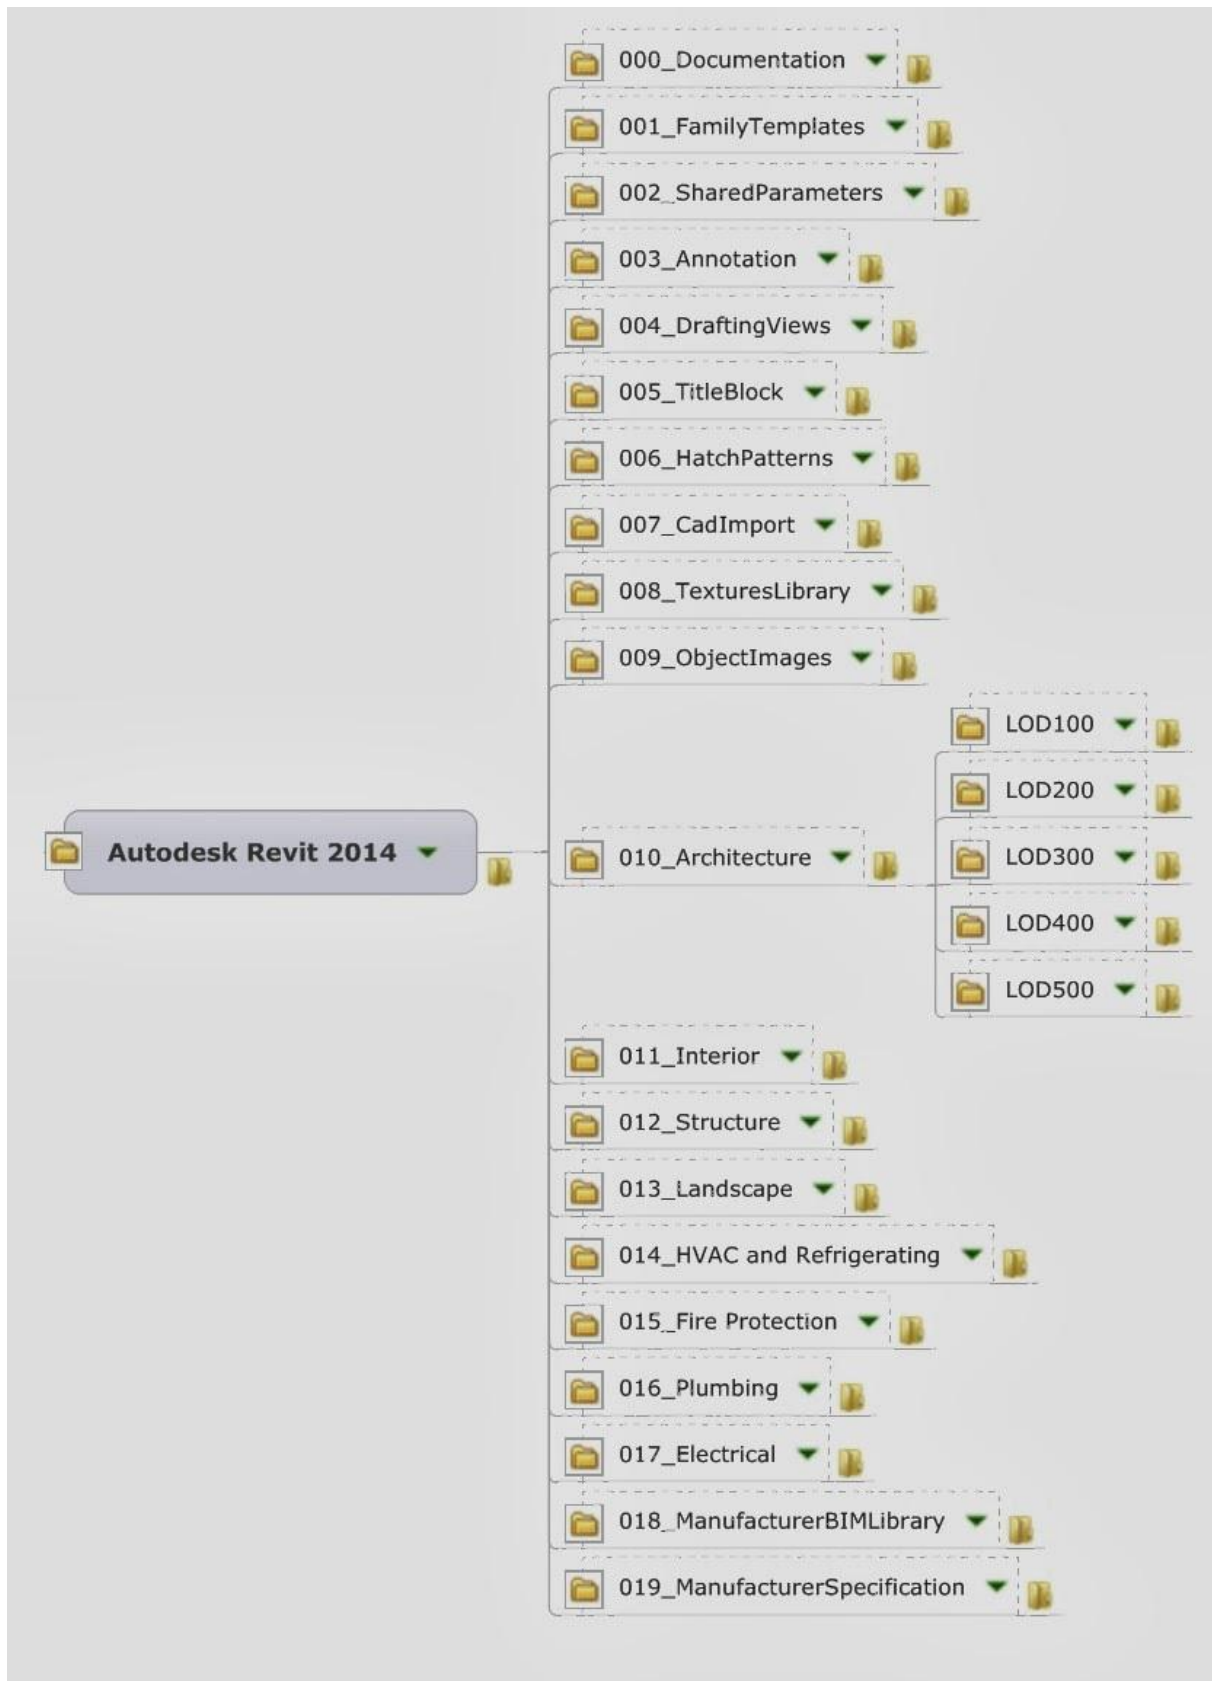 000_Documentation
001_FamilyTemplates
002_SharedParameters
003_Annotation
004_DraftingViews
005_TitleBlock
006_HatchPatterns
007_CadImport
008_TexturesLibrary
009_ObjectImages
Autodesk Revit 2014
010_Architecture
LOD100
LOD200
LOD300
LOD400
LOD500
011_Interior
012_Structure
013_Landscape
014_HVAC and Refrigerating
015_Fire Protection
016_Plumbing
017_Electrical
018_ManufacturerBIMLibrary
019_ManufacturerSpecification